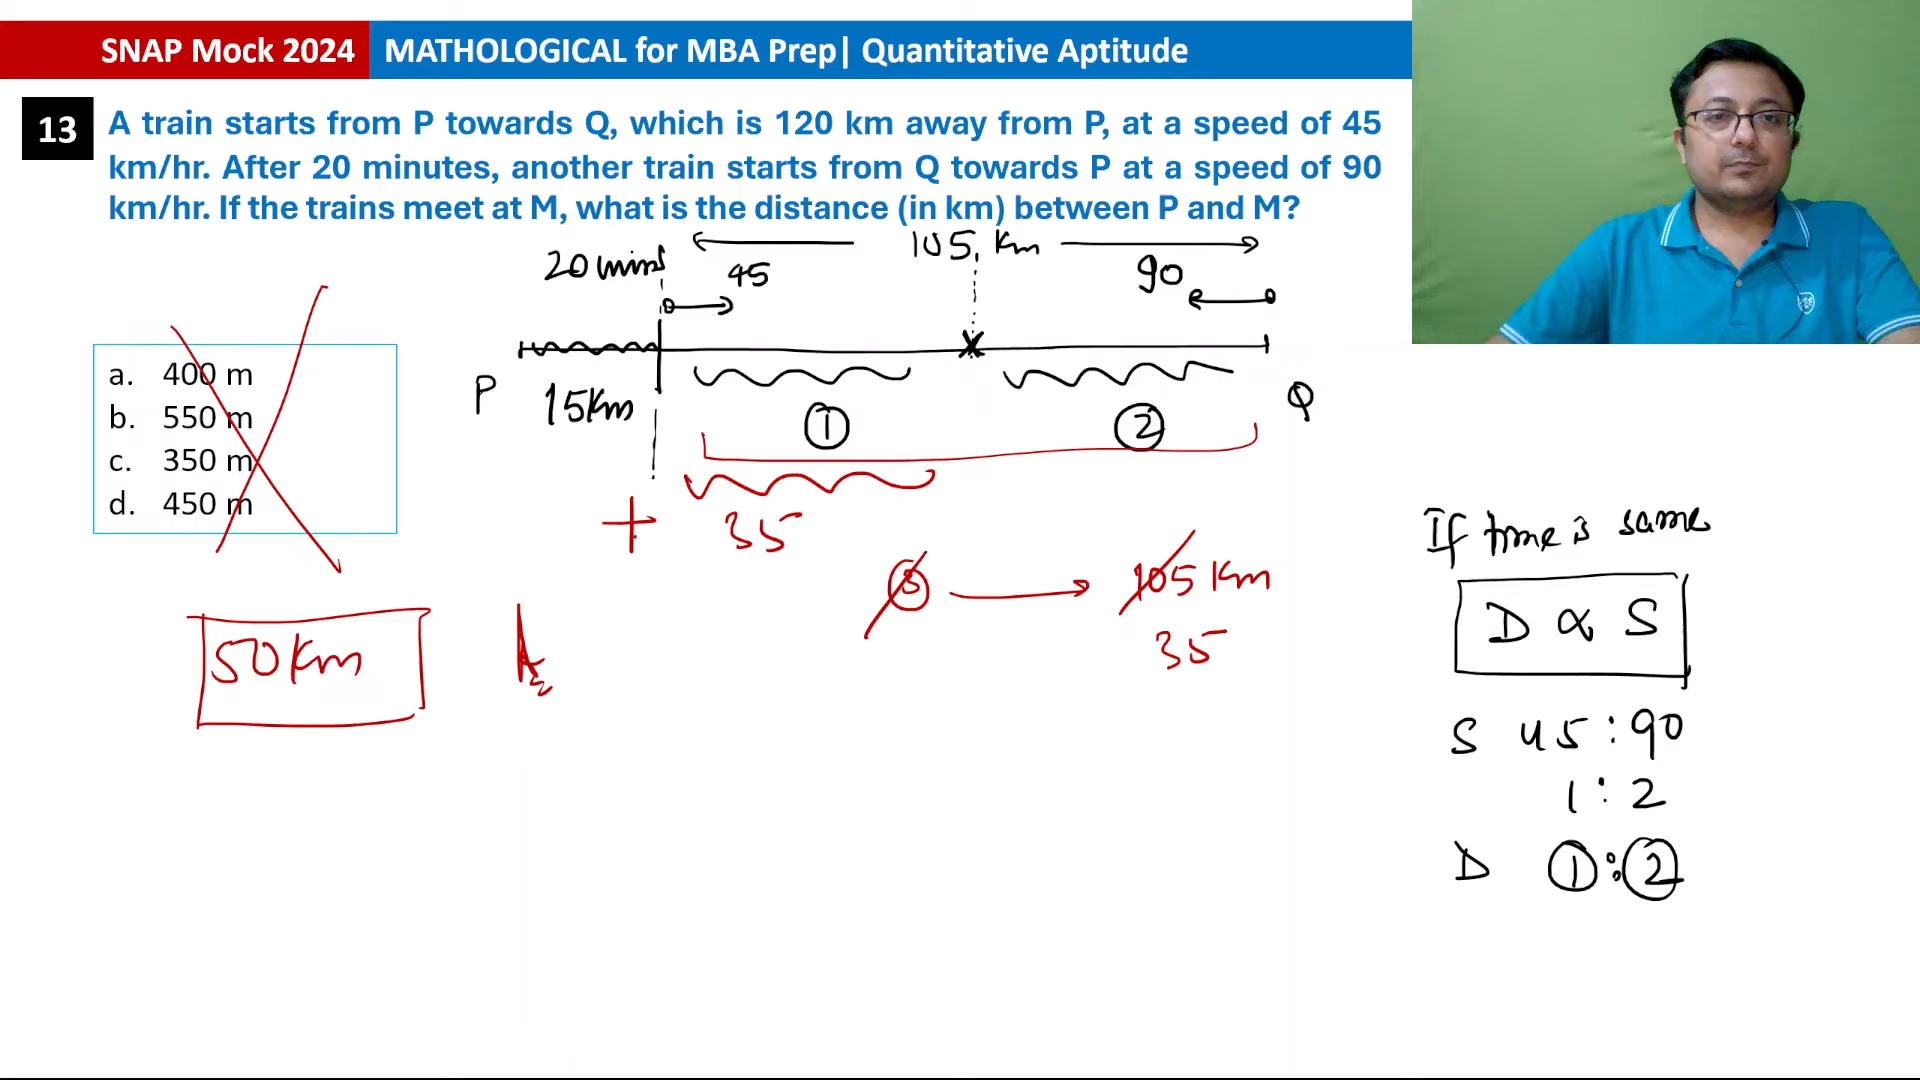 SNAP Mock 2024 MATHOLOGICAL for MBA Prep| Quantitative Aptitude
13 A train starts from P towards Q, which is 120 km away from P, at a speed of 45
km/hr. After 20 minutes, another train starts from Q towards P at a speed of 90
km/hr. If the trains meet at M, what is the distance (in km) between P and M?
105 Km
20 mins 45 90
a. 400 m
b. 550 m
c. 350 m
d. 450 m
P 15Km 1 2 Q
+ 35
3 105 Km
35
50 Km
If time is same
D ∝ S
S 45 : 90
1 : 2
D 1 : 2